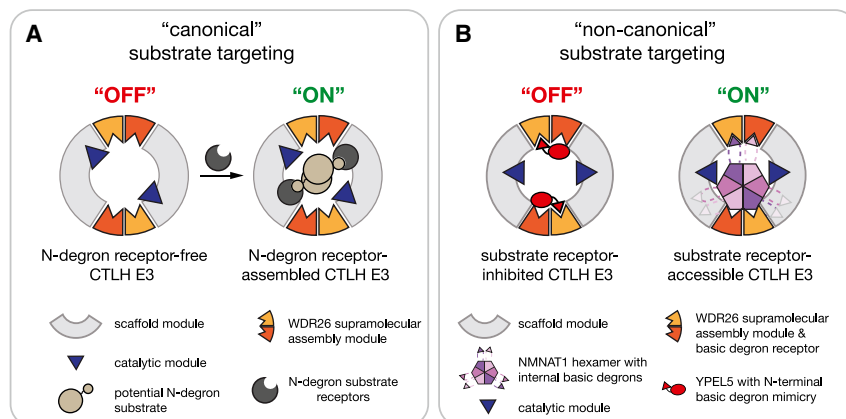 A
"canonical"
substrate targeting
"OFF"
"ON"
N-degron receptor-free
CTLH E3
N-degron receptor-
assembled CTLH E3
scaffold module
WDR26 supramolecular
assembly module
catalytic module
potential N-degron
substrate
N-degron substrate
receptors
B
"non-canonical"
substrate targeting
"OFF"
"ON"
substrate receptor-
inhibited CTLH E3
substrate receptor-
accessible CTLH E3
scaffold module
WDR26 supramolecular
assembly module &
basic degron receptor
NMNAT1 hexamer with
internal basic degrons
YPEL5 with N-terminal
basic degron mimicry
catalytic module